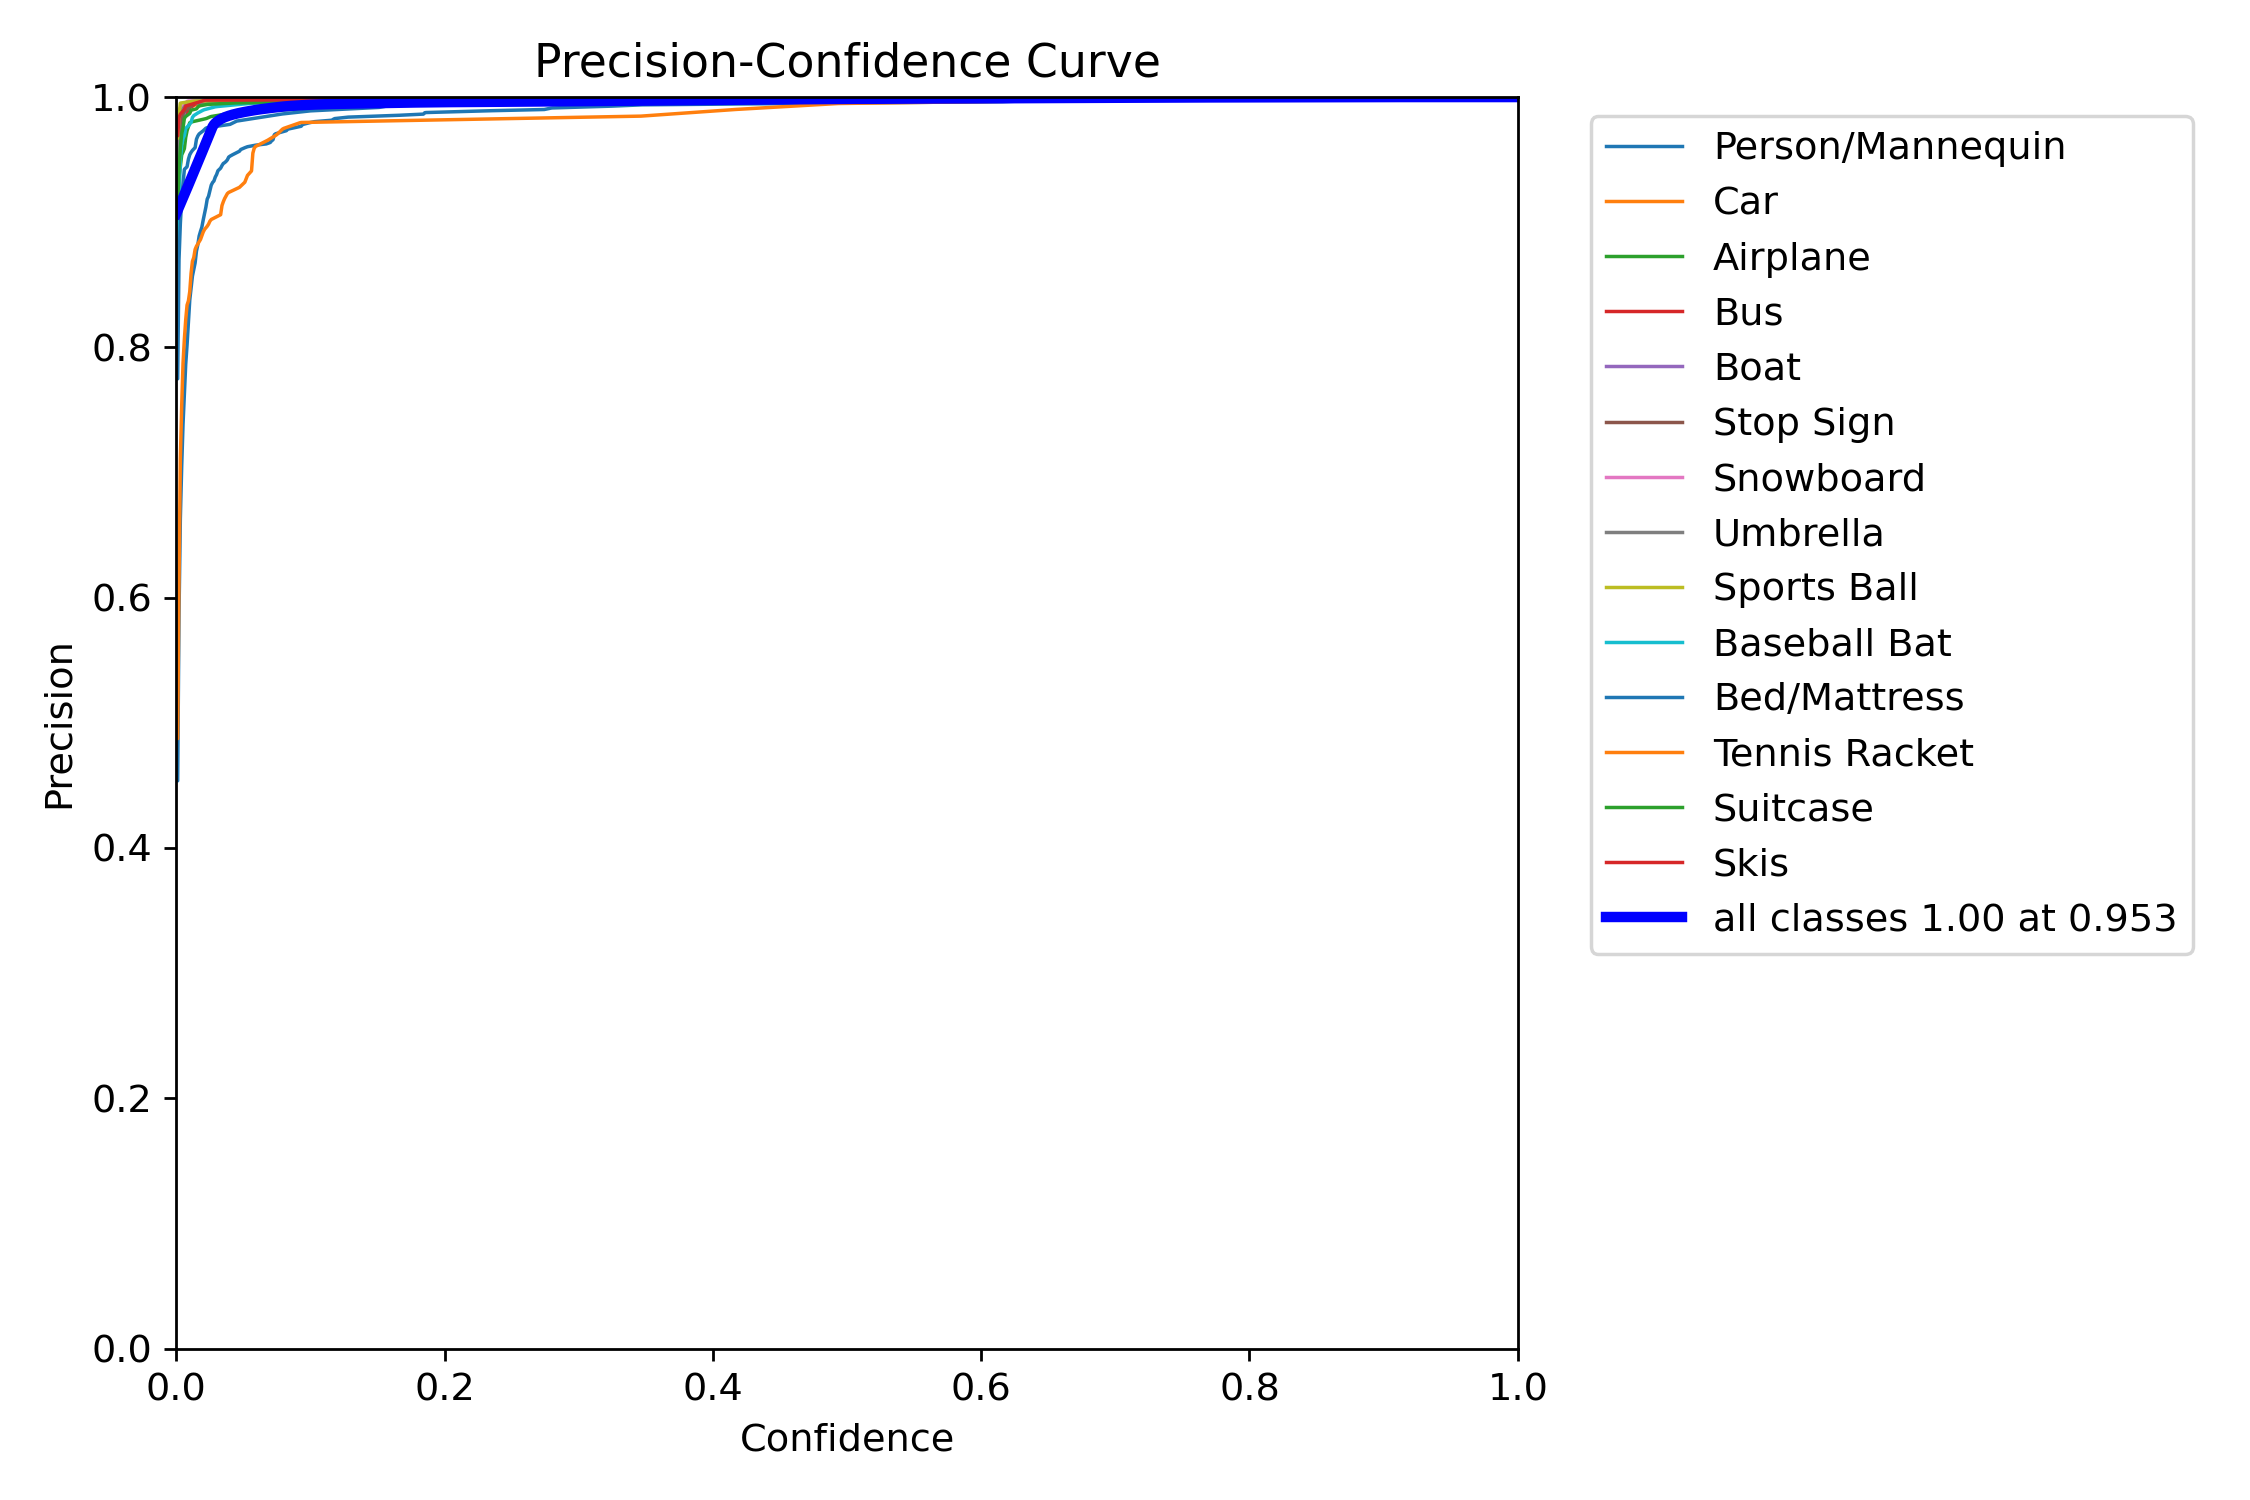 Precision-Confidence Curve
1.0
0.8
0.6
0.4
0.2
0.0
Precision
0.0 0.2 0.4 0.6 0.8 1.0
Confidence
Person/Mannequin
Car
Airplane
Bus
Boat
Stop Sign
Snowboard
Umbrella
Sports Ball
Baseball Bat
Bed/Mattress
Tennis Racket
Suitcase
Skis
all classes 1.00 at 0.953